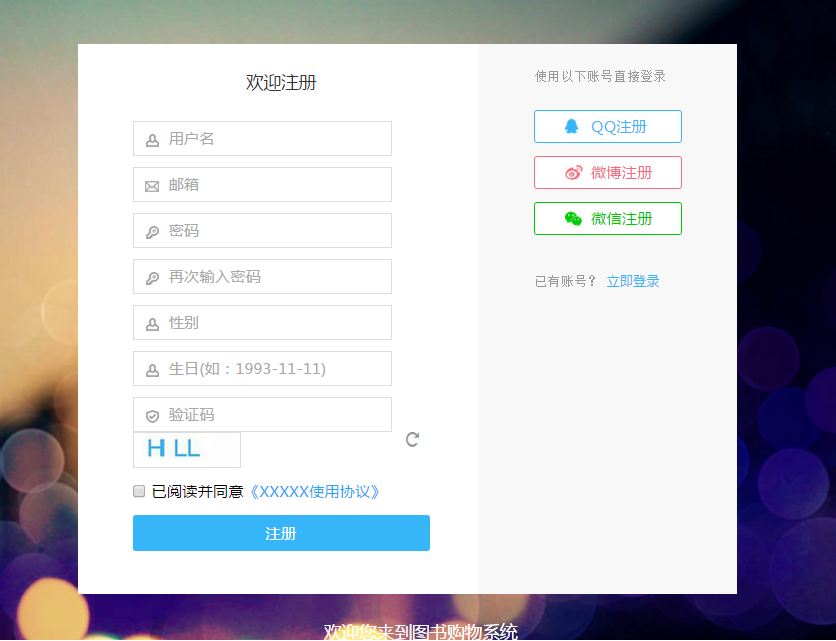 欢迎注册
用户名
邮箱
密码
再次输入密码
性别
生日(如：1993-11-11)
验证码
HILL
已阅读并同意《XXXXX使用协议》
注册
使用以下账号直接登录
QQ注册
微博注册
微信注册
已有账号？ 立即登录
欢迎您来到图书购物系统